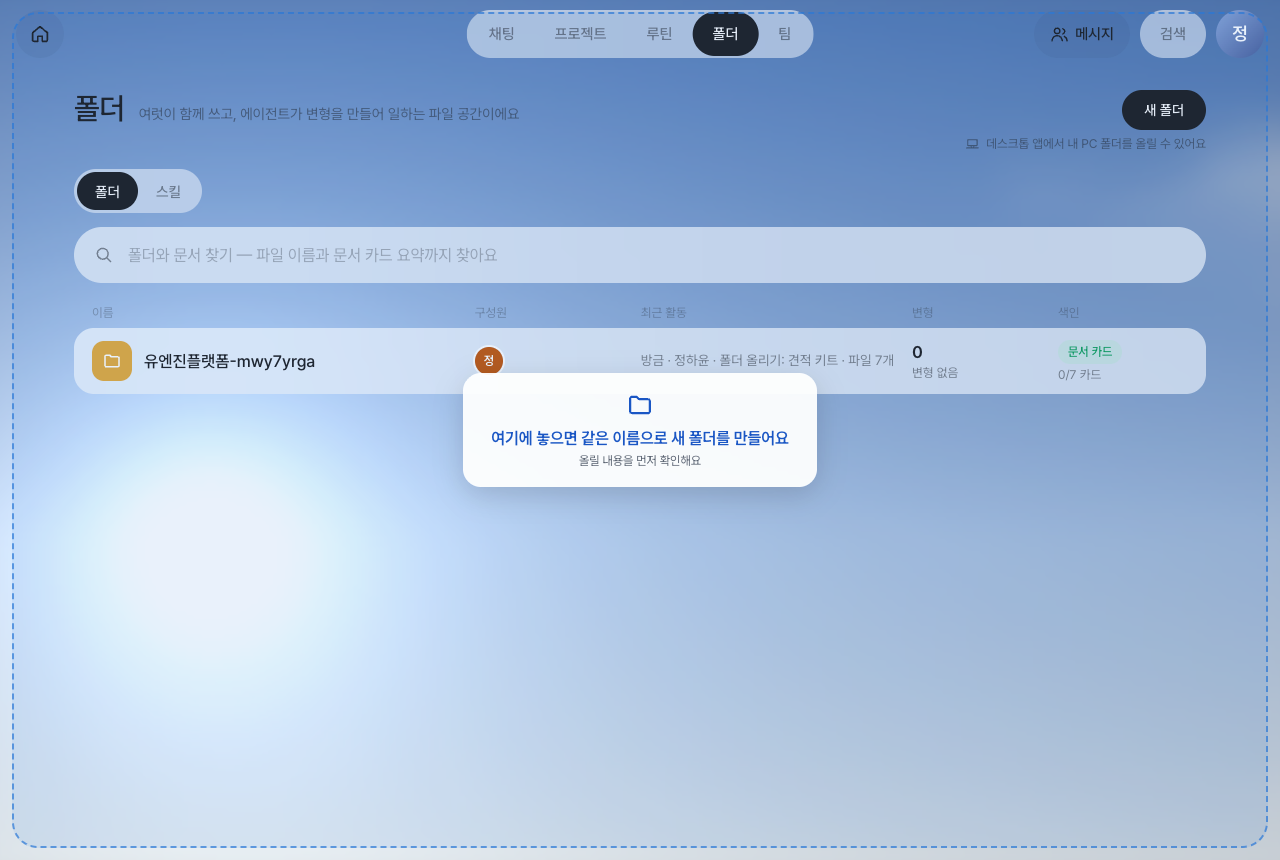 채팅 프로젝트 루틴 폴더 팀 메시지 검색 정
폴더 여럿이 함께 쓰고, 에이전트가 변형을 만들어 일하는 파일 공간이에요 새 폴더
데스크톱 앱에서 내 PC 폴더를 올릴 수 있어요
폴더 스킬
폴더와 문서 찾기 — 파일 이름과 문서 카드 요약까지 찾아요
이름 구성원 최근 활동 변형 색인
유엔진플랫폼-mwy7yrga 정 방금 · 정하윤 · 폴더 올리기: 견적 키트 · 파일 7개 0 문서 카드
변형 없음 0/7 카드
여기에 놓으면 같은 이름으로 새 폴더를 만들어요
올릴 내용을 먼저 확인해요